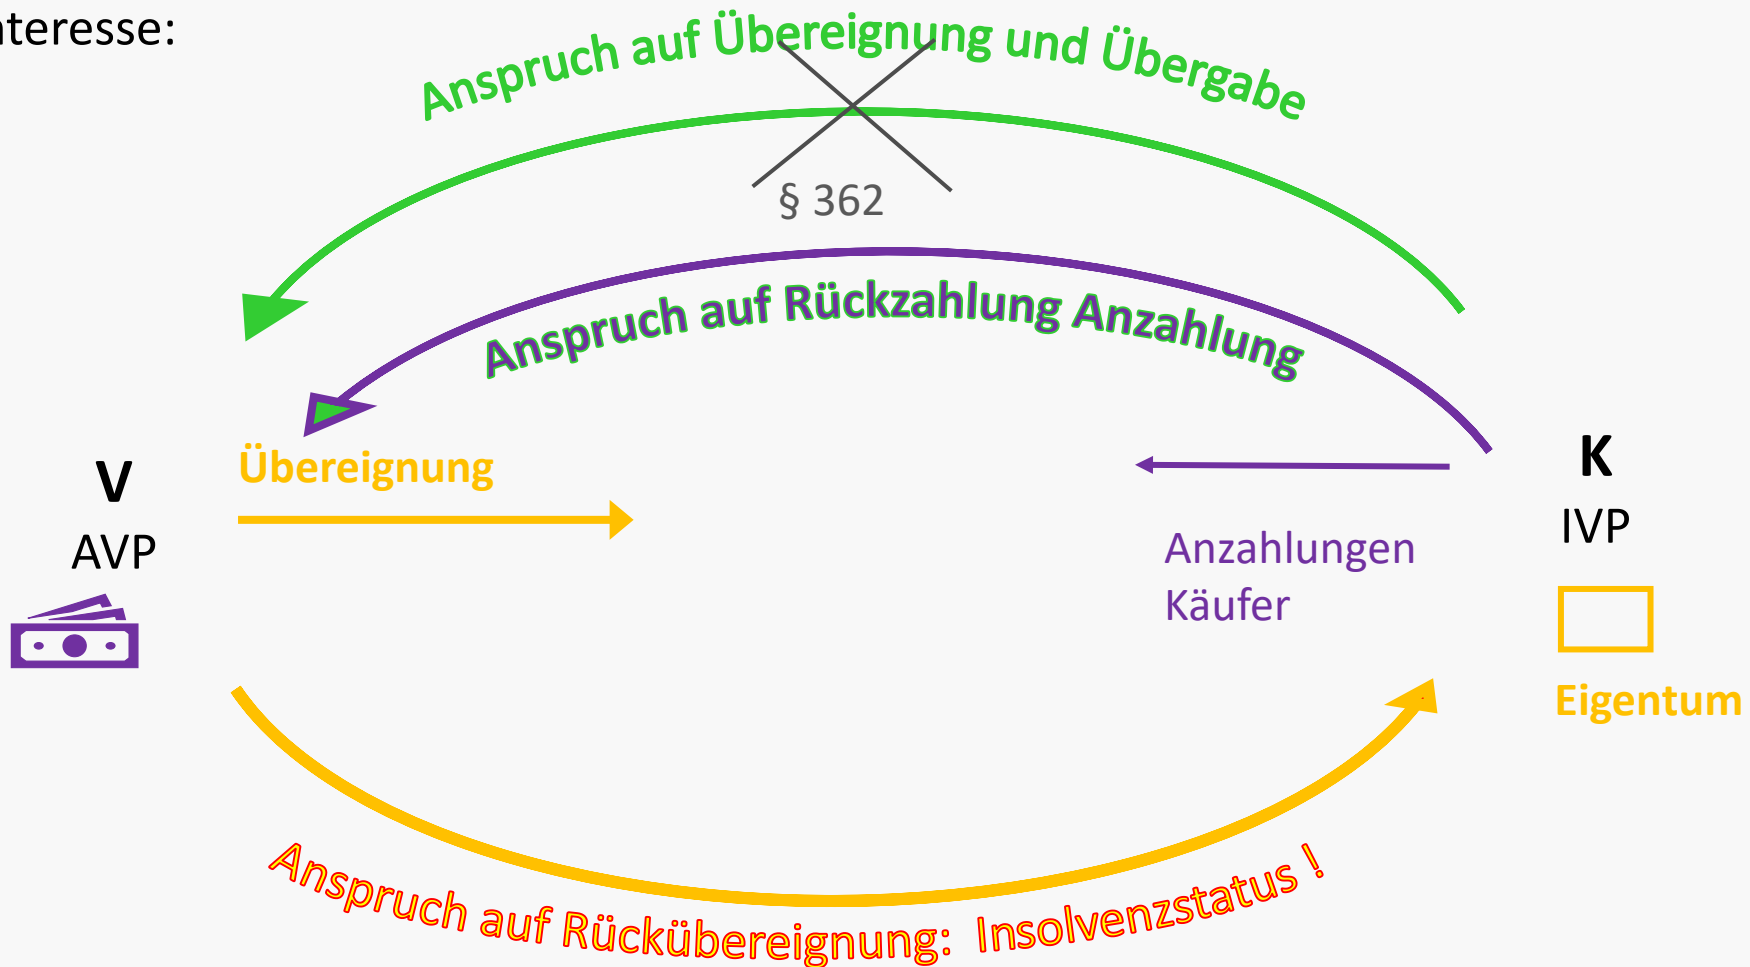 nteresse:
Anspruch auf Übereignung und Übergabe
§ 362
Anspruch auf Rückzahlung Anzahlung
V
AVP
Übereignung
K
IVP
Anzahlungen
Käufer
Eigentum
Anspruch auf Rückübereignung: Insolvenzstatus !